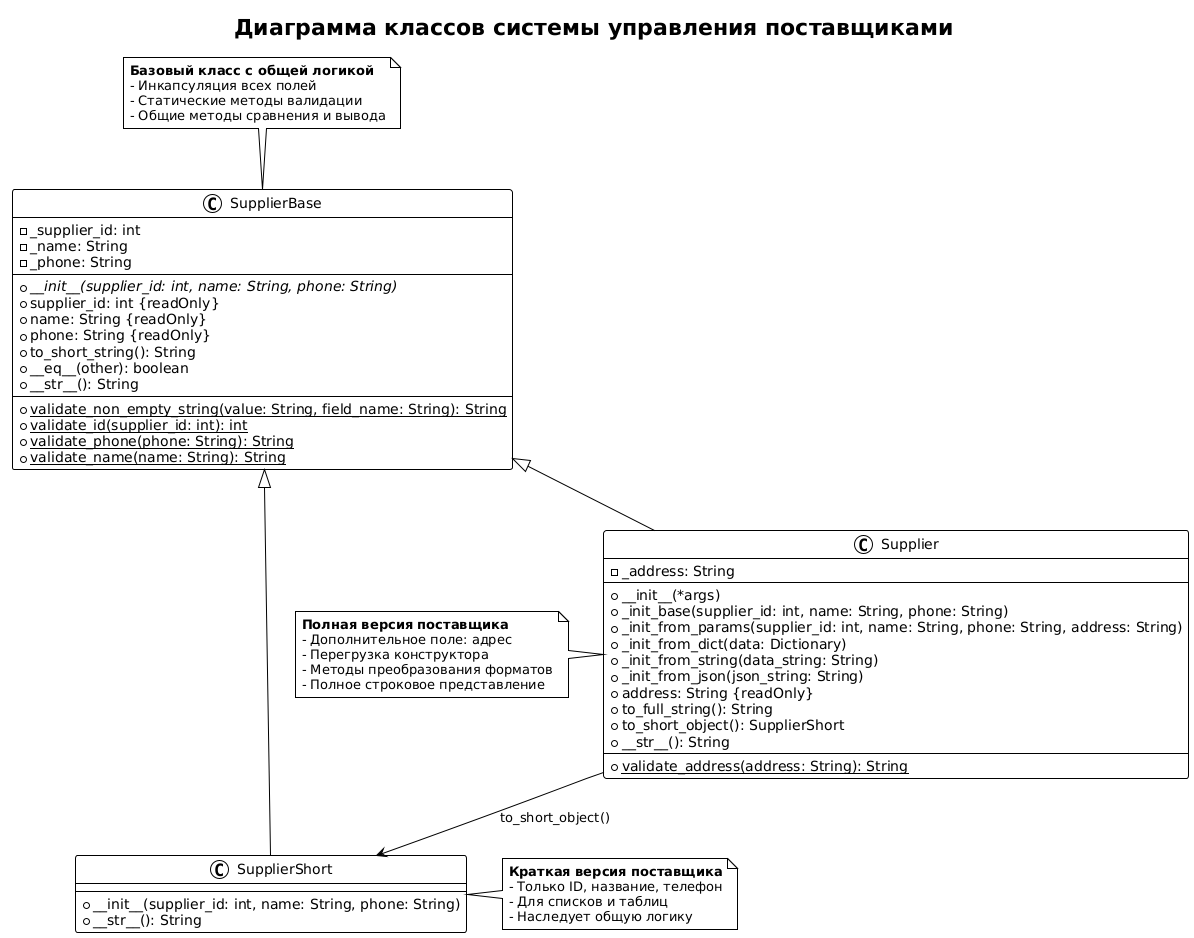 Диаграмма классов системы управления поставщиками
Базовый класс с общей логикой
- Инкапсуляция всех полей
- Статические методы валидации
- Общие методы сравнения и вывода
C SupplierBase
_supplier_id: int
_name: String
_phone: String
__init__(supplier_id: int, name: String, phone: String)
supplier_id: int {readOnly}
name: String {readOnly}
phone: String {readOnly}
to_short_string(): String
__eq__(other): boolean
__str__(): String
validate_non_empty_string(value: String, field_name: String): String
validate_id(supplier_id: int): int
validate_phone(phone: String): String
validate_name(name: String): String
C Supplier
_address: String
__init__(*args)
_init_base(supplier_id: int, name: String, phone: String)
_init_from_params(supplier_id: int, name: String, phone: String, address: String)
_init_from_dict(data: Dictionary)
_init_from_string(data_string: String)
_init_from_json(json_string: String)
address: String {readOnly}
to_full_string(): String
to_short_object(): SupplierShort
__str__(): String
validate_address(address: String): String
Полная версия поставщика
- Дополнительное поле: адрес
- Перегрузка конструктора
- Методы преобразования форматов
- Полное строковое представление
to_short_object()
C SupplierShort
__init__(supplier_id: int, name: String, phone: String)
__str__(): String
Краткая версия поставщика
- Только ID, название, телефон
- Для списков и таблиц
- Наследует общую логику